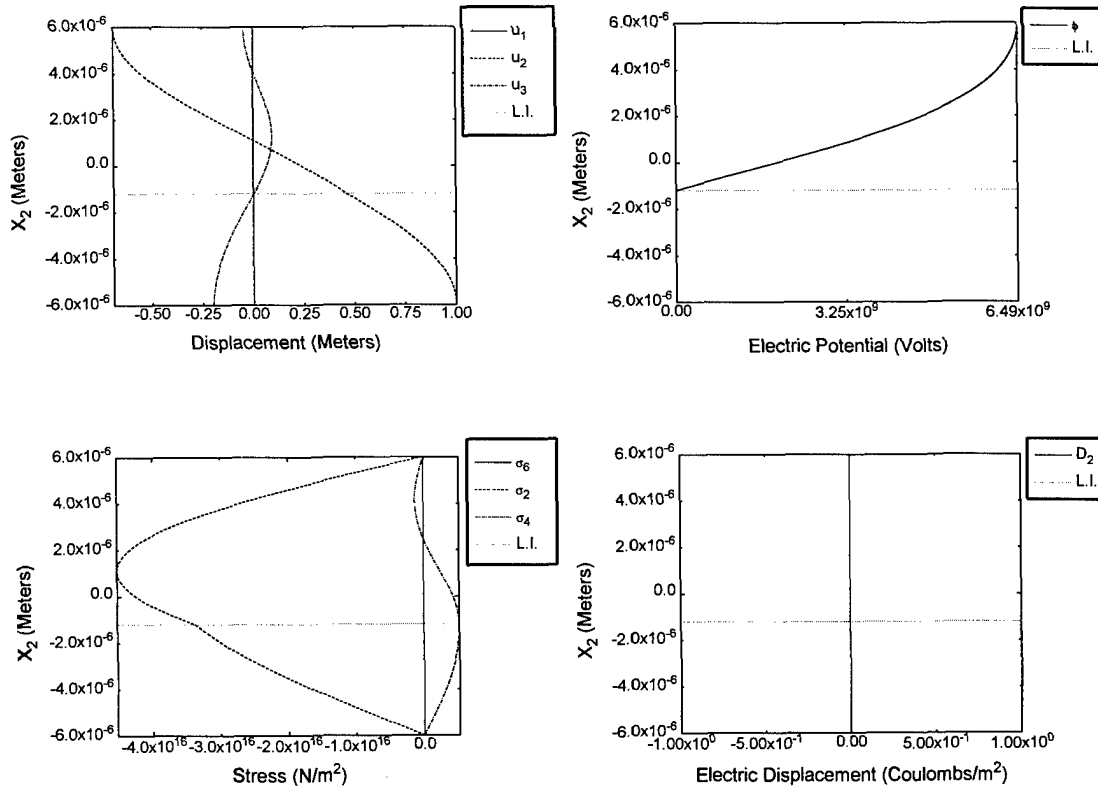 6.0x10⁻⁶
4.0x10⁻⁶
2.0x10⁻⁶
0.0
-2.0x10⁻⁶
-4.0x10⁻⁶
-6.0x10⁻⁶
X₂ (Meters)
-0.50 -0.25 0.00 0.25 0.50 0.75 1.00
Displacement (Meters)
u₁
u₂
u₃
L.I.
6.0x10⁻⁶
4.0x10⁻⁶
2.0x10⁻⁶
0.0
-2.0x10⁻⁶
-4.0x10⁻⁶
-6.0x10⁻⁶
X₂ (Meters)
0.00 3.25x10⁹ 6.49x10⁹
Electric Potential (Volts)
ϕ
L.I.
6.0x10⁻⁶
4.0x10⁻⁶
2.0x10⁻⁶
0.0
-2.0x10⁻⁶
-4.0x10⁻⁶
-6.0x10⁻⁶
X₂ (Meters)
-4.0x10¹⁶ -3.0x10¹⁶ -2.0x10¹⁶ -1.0x10¹⁶ 0.0
Stress (N/m²)
σ₆
σ₂
σ₄
L.I.
6.0x10⁻⁶
4.0x10⁻⁶
2.0x10⁻⁶
0.0
-2.0x10⁻⁶
-4.0x10⁻⁶
-6.0x10⁻⁶
X₂ (Meters)
-1.00x10⁰ -5.00x10⁻¹ 0.00 5.00x10⁻¹ 1.00x10⁰
Electric Displacement (Coulombs/m²)
D₂
L.I.